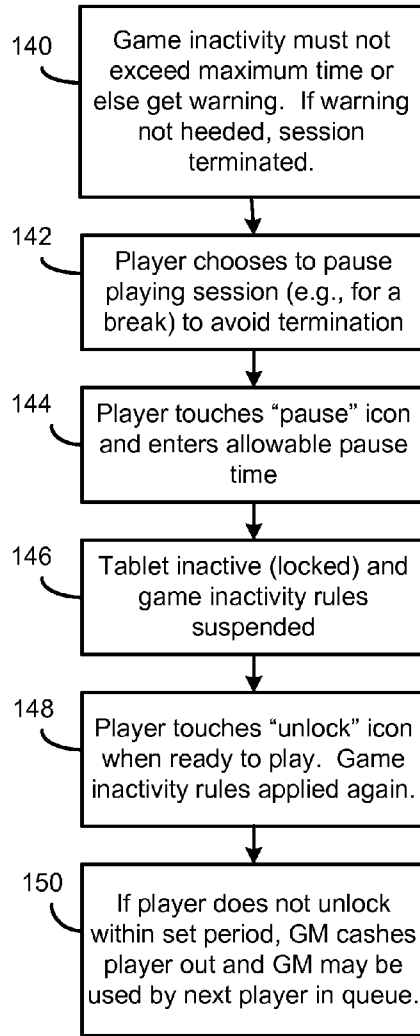 140
Game inactivity must not
exceed maximum time or
else get warning.  If warning
not heeded, session
terminated.
142
Player chooses to pause
playing session (e.g., for a
break) to avoid termination
144
Player touches “pause” icon
and enters allowable pause
time
146
Tablet inactive (locked) and
game inactivity rules
suspended
148
Player touches “unlock” icon
when ready to play.  Game
inactivity rules applied again.
150
If player does not unlock
within set period, GM cashes
player out and GM may be
used by next player in queue.